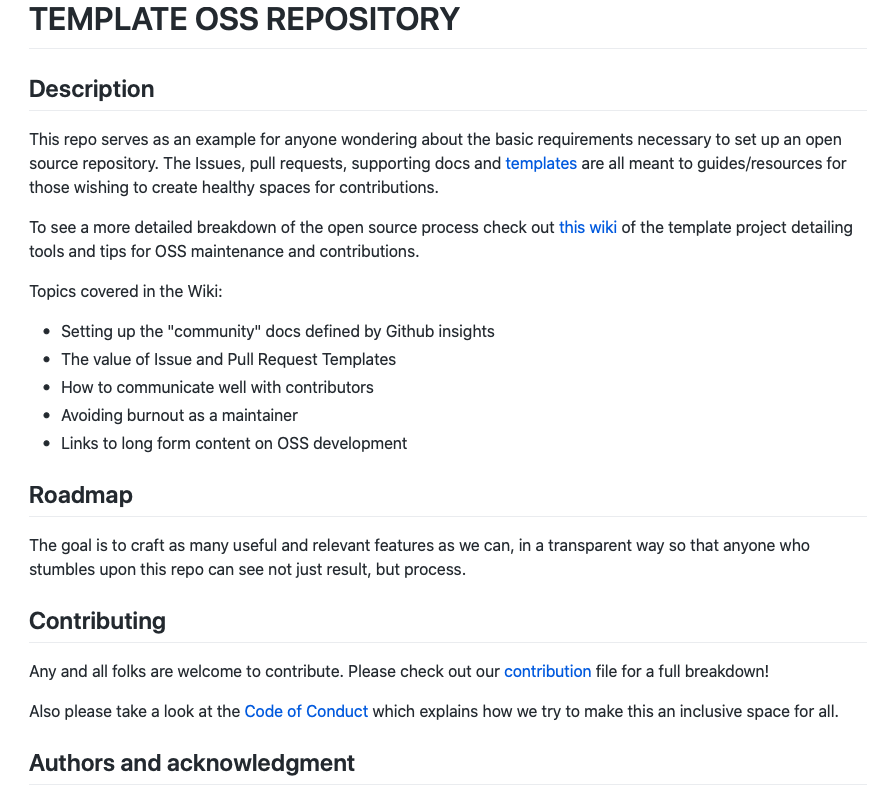 TEMPLATE OSS REPOSITORY
Description
This repo serves as an example for anyone wondering about the basic requirements necessary to set up an open
source repository. The Issues, pull requests, supporting docs and templates are all meant to guides/resources for
those wishing to create healthy spaces for contributions.
To see a more detailed breakdown of the open source process check out this wiki of the template project detailing
tools and tips for OSS maintenance and contributions.
Topics covered in the Wiki:
• Setting up the "community" docs defined by Github insights
• The value of Issue and Pull Request Templates
• How to communicate well with contributors
• Avoiding burnout as a maintainer
• Links to long form content on OSS development
Roadmap
The goal is to craft as many useful and relevant features as we can, in a transparent way so that anyone who
stumbles upon this repo can see not just result, but process.
Contributing
Any and all folks are welcome to contribute. Please check out our contribution file for a full breakdown!
Also please take a look at the Code of Conduct which explains how we try to make this an inclusive space for all.
Authors and acknowledgment